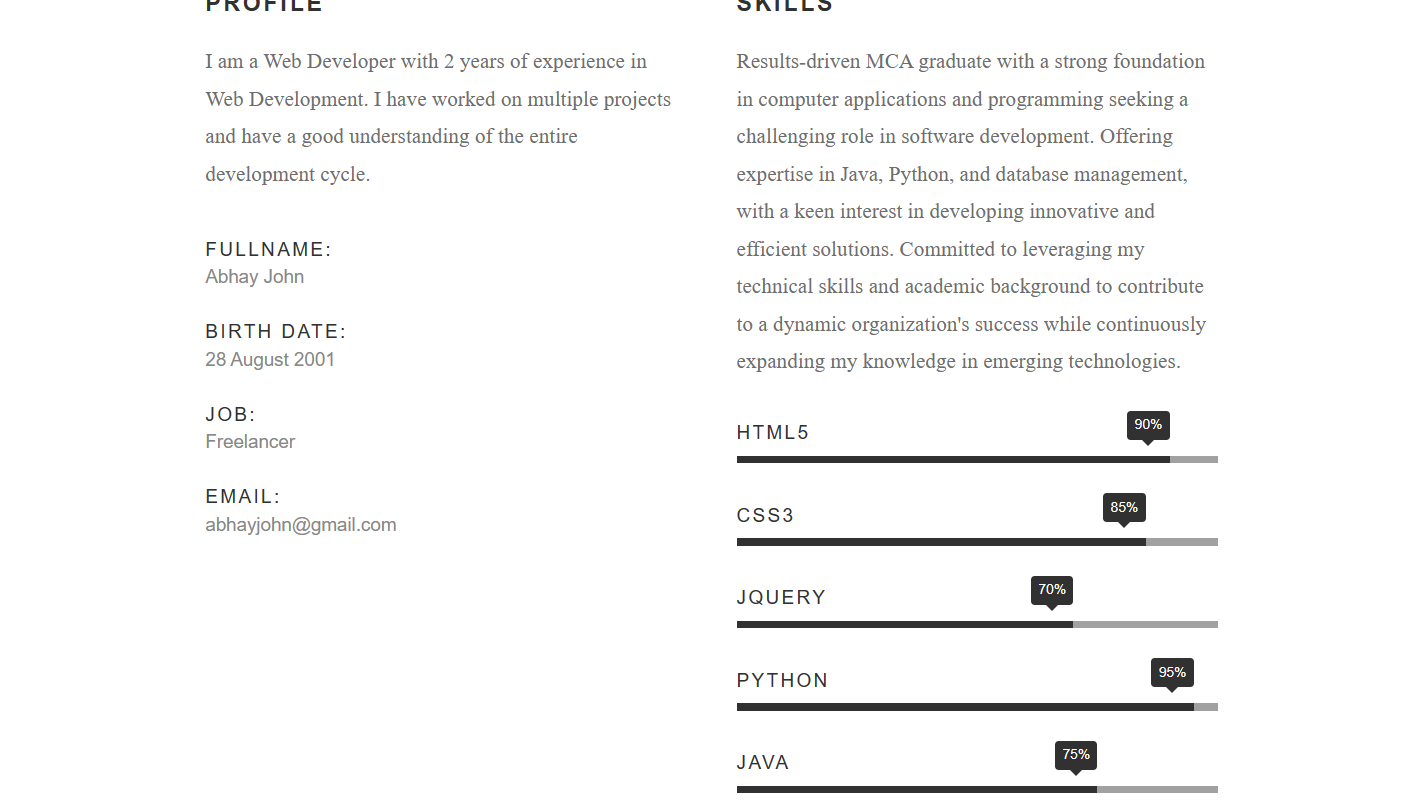 PROFILE
I am a Web Developer with 2 years of experience in
Web Development. I have worked on multiple projects
and have a good understanding of the entire
development cycle.
FULLNAME:
Abhay John
BIRTH DATE:
28 August 2001
JOB:
Freelancer
EMAIL:
abhayjohn@gmail.com
SKILLS
Results-driven MCA graduate with a strong foundation
in computer applications and programming seeking a
challenging role in software development. Offering
expertise in Java, Python, and database management,
with a keen interest in developing innovative and
efficient solutions. Committed to leveraging my
technical skills and academic background to contribute
to a dynamic organization's success while continuously
expanding my knowledge in emerging technologies.
HTML5
90%
CSS3
85%
JQUERY
70%
PYTHON
95%
JAVA
75%